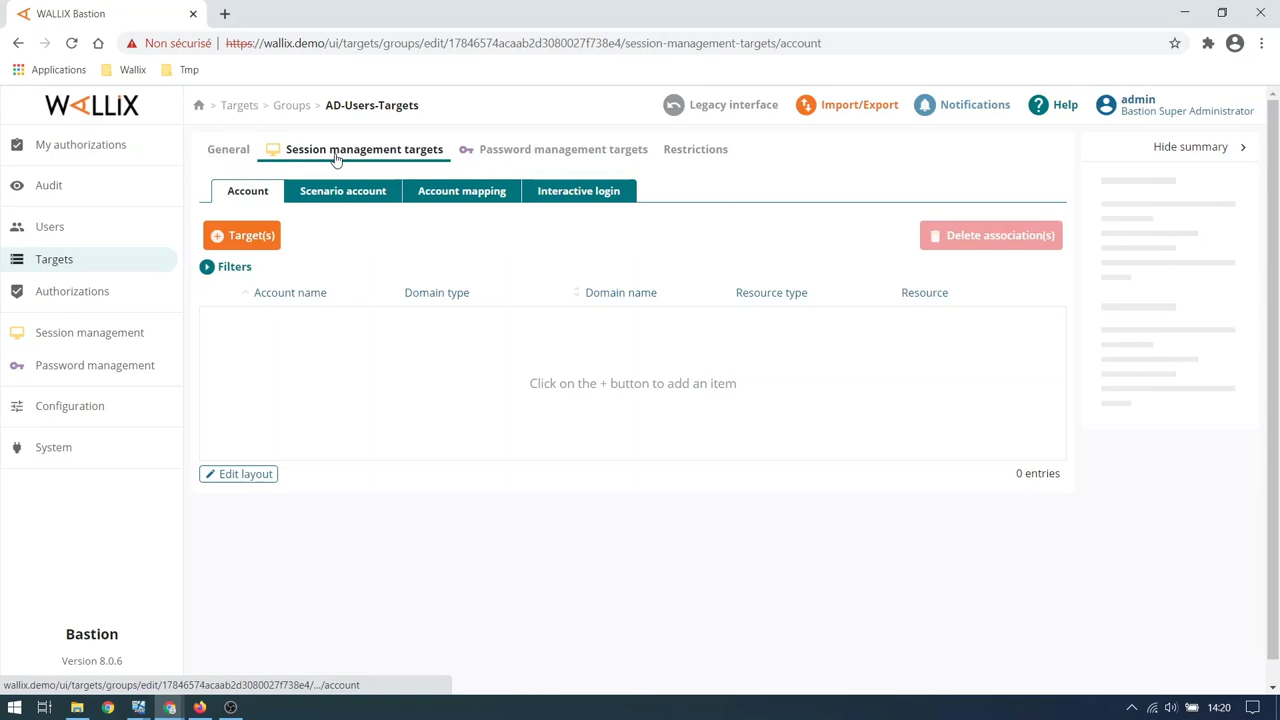 WALLIX Bastion
Non sécurisé https://wallix.demo/ui/targets/groups/edit/17846574acaab2d3080027f738e4/session-management-targets/account
Applications Wallix Tmp
WALLIX
Targets > Groups > AD-Users-Targets
Legacy interface Import/Export Notifications Help admin
Bastion Super Administrator
My authorizations
Audit
Users
Targets
Authorizations
Session management
Password management
Configuration
System
Bastion
Version 8.0.6
General Session management targets Password management targets Restrictions
Hide summary
Account Scenario account Account mapping Interactive login
Target(s) Delete association(s)
Filters
Account name Domain type Domain name Resource type Resource
Click on the + button to add an item
Edit layout 0 entries
wallix.demo/ui/targets/groups/edit/17846574acaab2d3080027f738e4/.../account
14:20